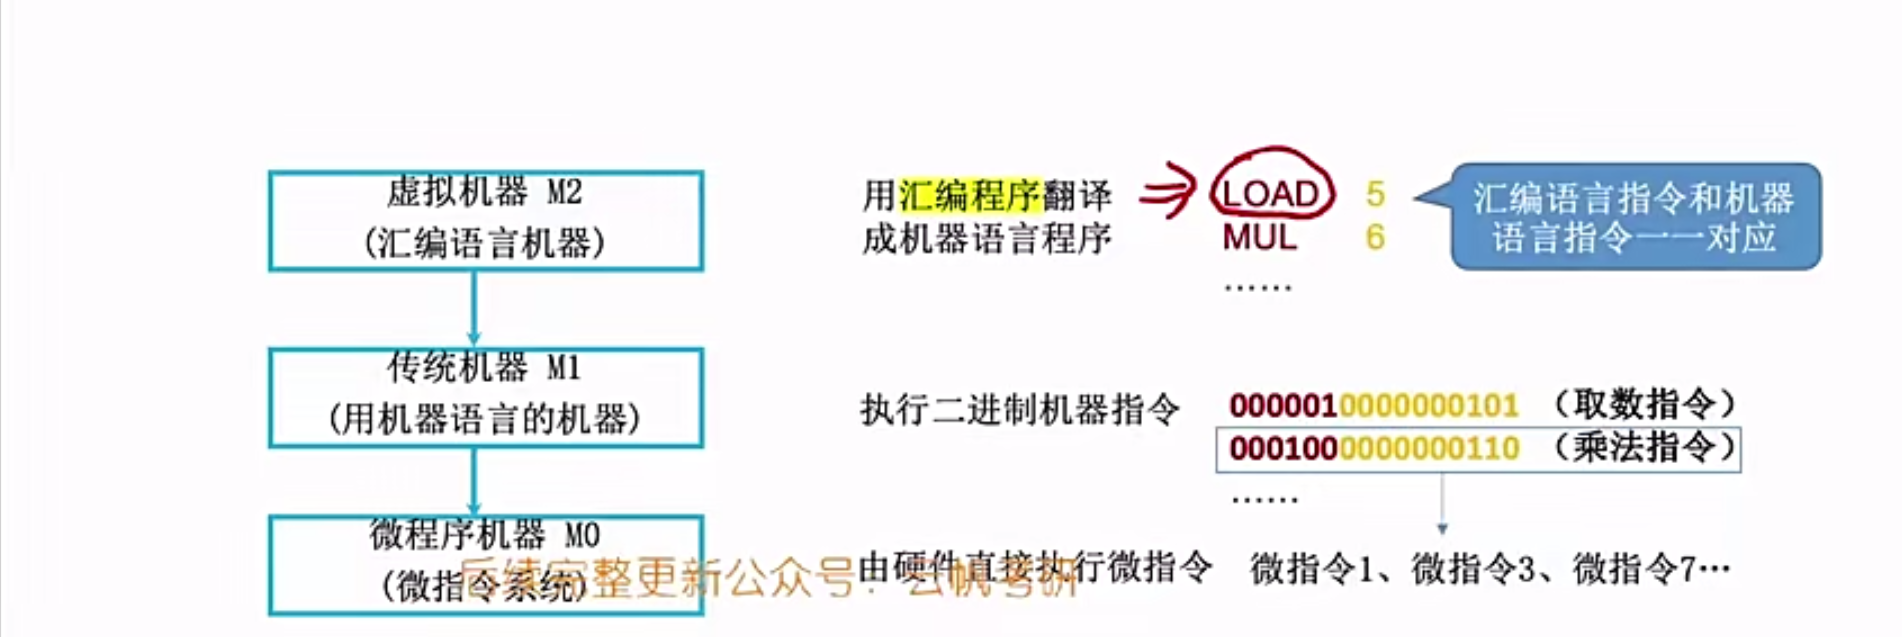 虚拟机器 M2
(汇编语言机器)
用汇编程序翻译
成机器语言程序
LOAD 5
MUL 6
……
汇编语言指令和机器
语言指令一一对应
传统机器 M1
(用机器语言的机器)
执行二进制机器指令
0000010000000101 （取数指令）
0001000000000110 （乘法指令）
……
微程序机器 M0
(微指令系统)
由硬件直接执行微指令
微指令1、微指令3、微指令7…
后续完整更新公众号：云帆考研